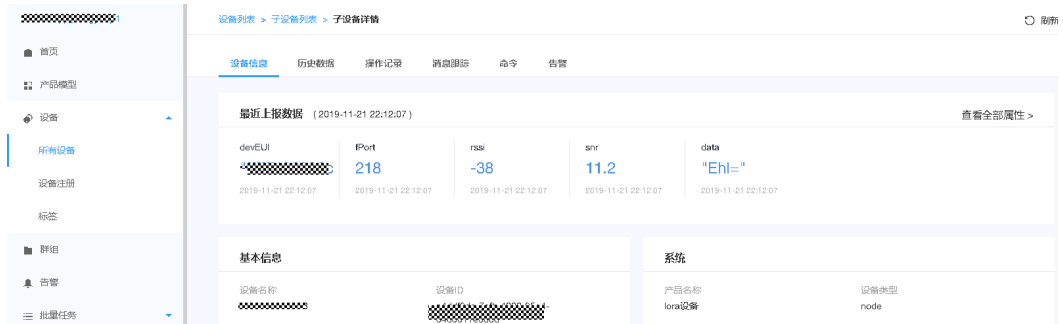 设备列表 > 子设备列表 > 子设备详情
刷新
首页
产品模型
设备
所有设备
设备注册
标签
群组
告警
批量任务
设备信息 历史数据 操作记录 消息跟踪 命令 告警
最近上报数据 (2019-11-21 22:12:07)
查看全部属性 >
devEUI fPort rssi snr data
218 -38 11.2 "EhI="
2019-11-21 22:12:07 2019-11-21 22:12:07 2019-11-21 22:12:07 2019-11-21 22:12:07 2019-11-21 22:12:07
基本信息
设备名称 设备ID
系统
产品名称 设备类型
lora设备 node